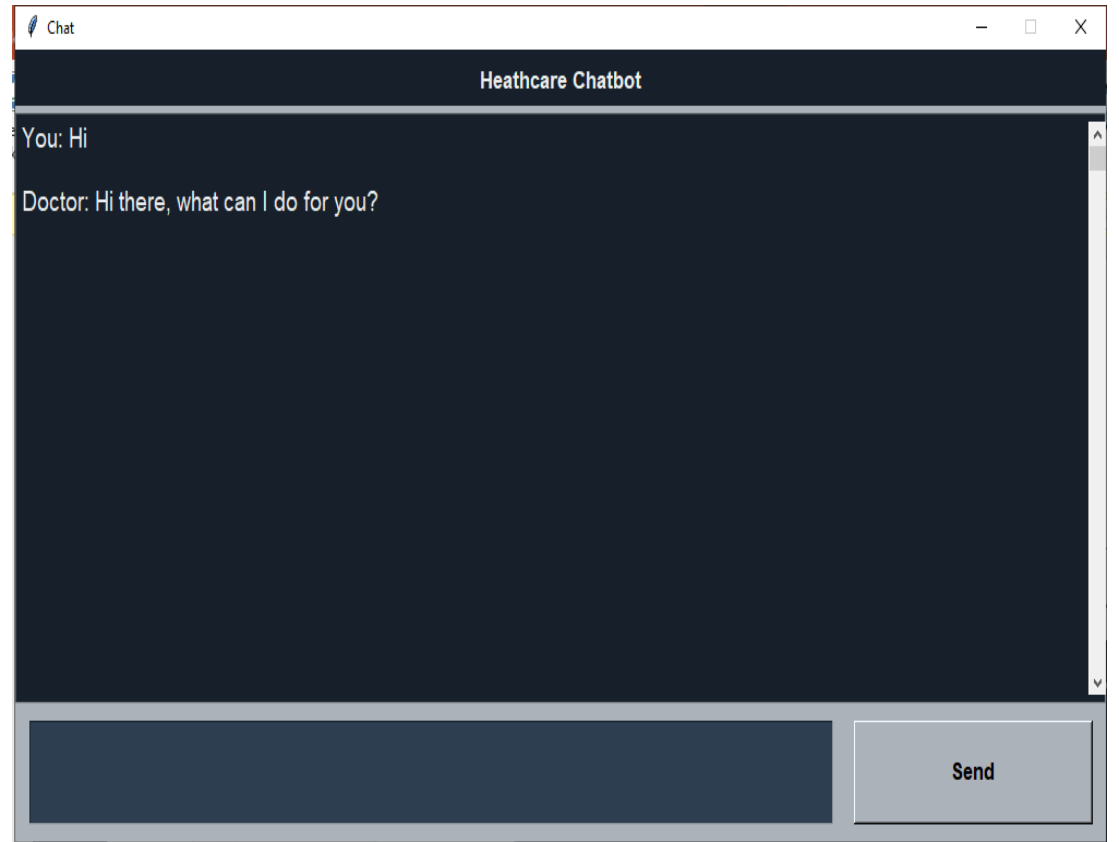 Chat
Heathcare Chatbot
You: Hi
Doctor: Hi there, what can I do for you?
Send